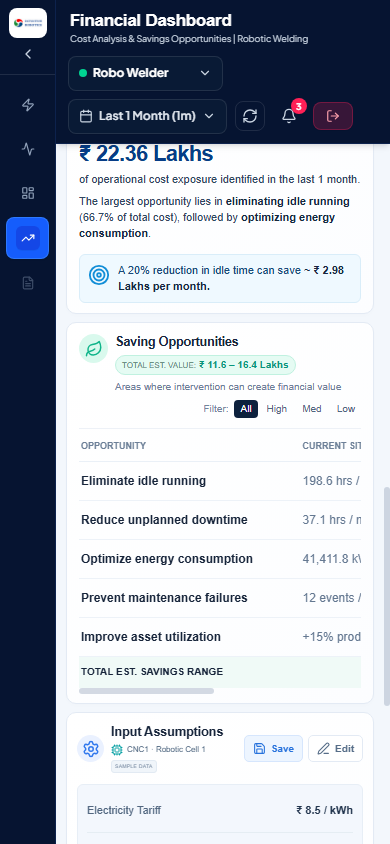 Financial Dashboard
Cost Analysis & Savings Opportunities | Robotic Welding
Robo Welder
Last 1 Month (1m)
3
₹ 22.36 Lakhs
of operational cost exposure identified in the last 1 month.
The largest opportunity lies in eliminating idle running
(66.7% of total cost), followed by optimizing energy
consumption.
A 20% reduction in idle time can save ~ ₹ 2.98
Lakhs per month.
Saving Opportunities
TOTAL EST. VALUE: ₹ 11.6 – 16.4 Lakhs
Areas where intervention can create financial value
Filter: All High Med Low
OPPORTUNITY CURRENT SIT
Eliminate idle running 198.6 hrs /
Reduce unplanned downtime 37.1 hrs / m
Optimize energy consumption 41,411.8 kW
Prevent maintenance failures 12 events /
Improve asset utilization +15% prod
TOTAL EST. SAVINGS RANGE
Input Assumptions
CNC1 · Robotic Cell 1
SAMPLE DATA
Save
Edit
Electricity Tariff ₹ 8.5 / kWh